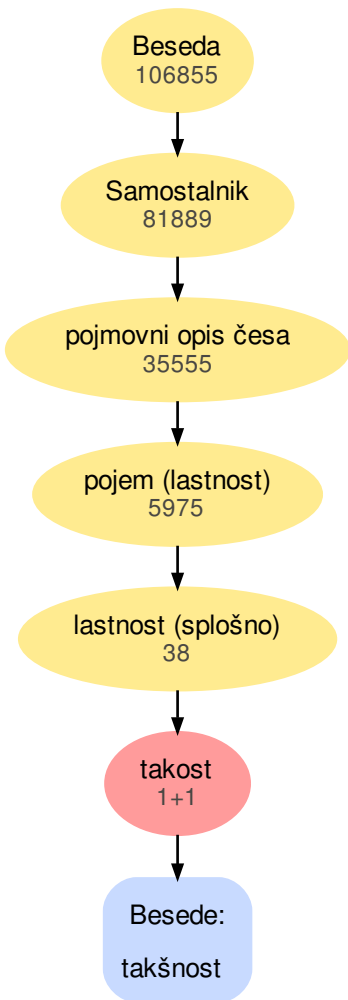 Beseda
106855
Samostalnik
81889
pojmovni opis česa
35555
pojem (lastnost)
5975
lastnost (splošno)
38
takost
1+1
Besede:
takšnost